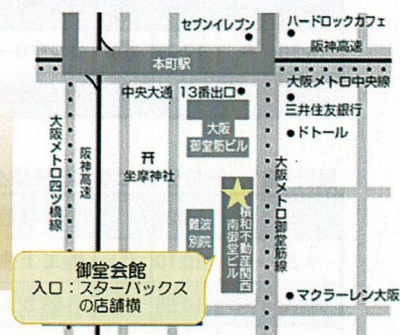 セブンイレブン
ハードロックカフェ
阪神高速
本町駅
大阪メトロ中央線
中央大通
13番出口
三井住友銀行
大阪
御堂筋ビル
ドトール
坐摩神社
大阪メトロ四ツ橋線
阪神高速
大阪メトロ御堂筋線
難波
別院
積和不動産関西
南御堂ビル
御堂会館
入口：スターバックス
の店舗横
マクラーレン大阪